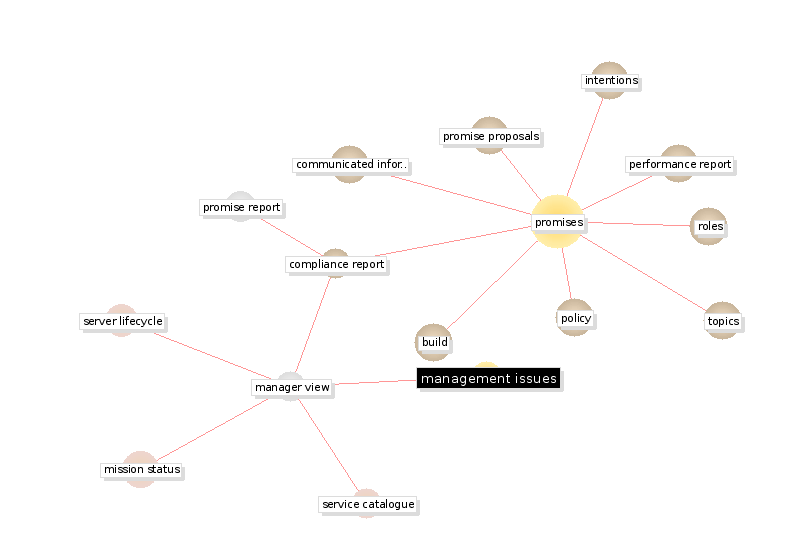 intentions
promise proposals
communicated infor..
performance report
promise report
promises
roles
compliance report
policy
topics
server lifecycle
build
management issues
manager view
mission status
service catalogue